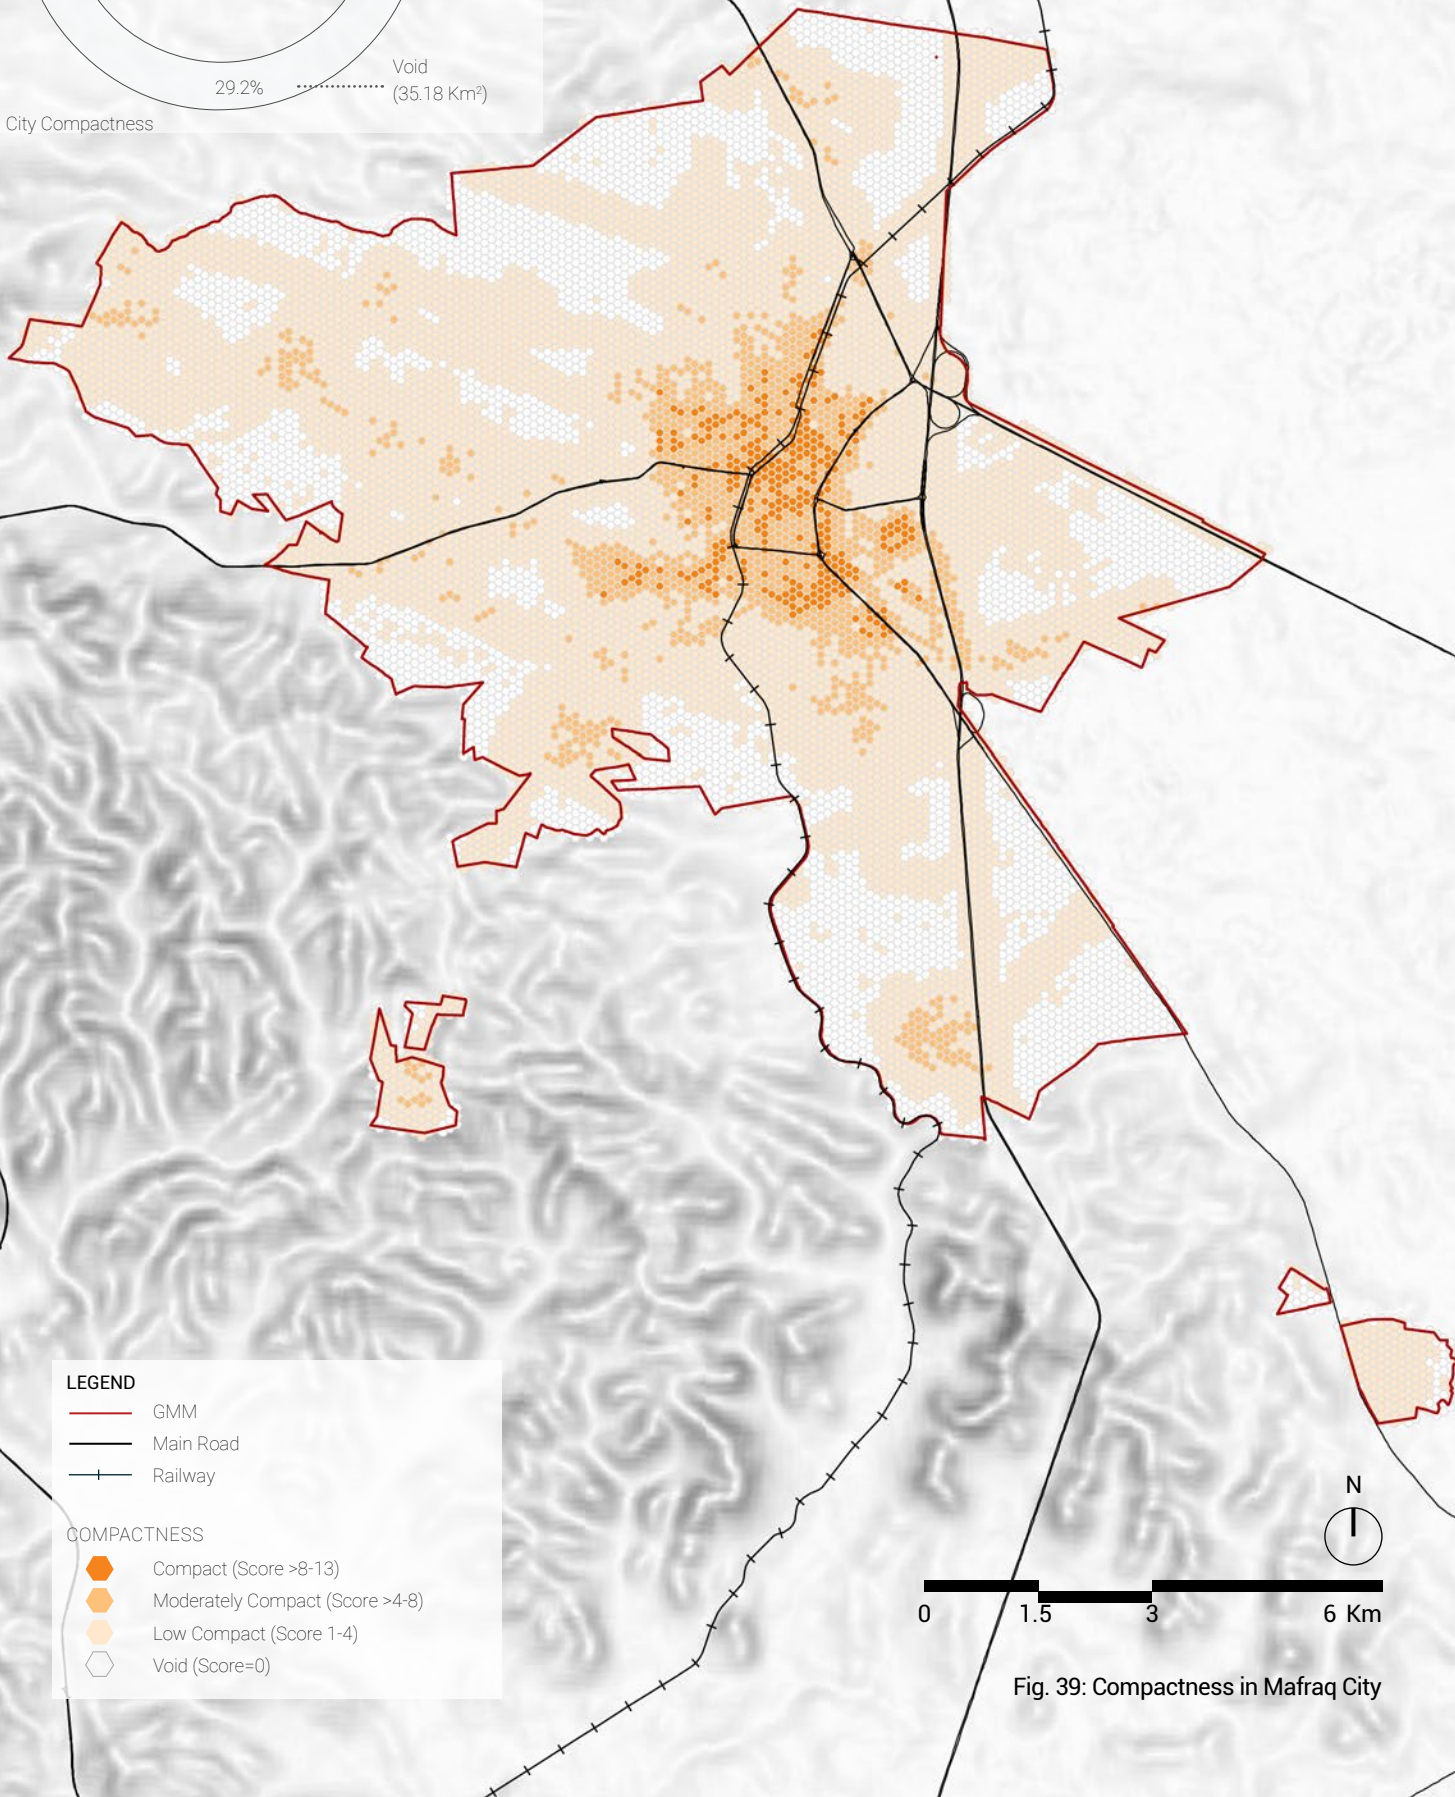 Void
29.2%
(35.18 Km²)
City Compactness
LEGEND
GMM
Main Road
Railway
COMPACTNESS
Compact (Score >8-13)
Moderately Compact (Score >4-8)
Low Compact (Score 1-4)
Void (Score=0)
N
0 1.5 3 6 Km
Fig. 39: Compactness in Mafraq City